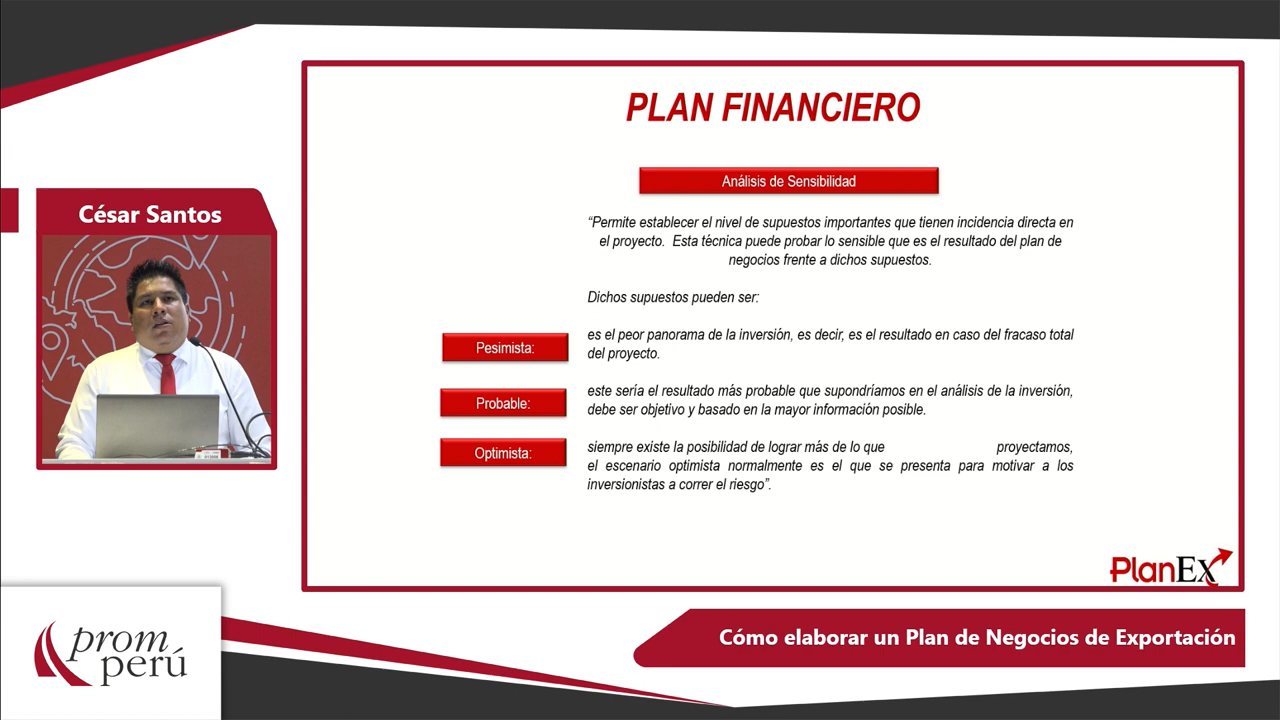 PLAN FINANCIERO
Análisis de Sensibilidad
César Santos
“Permite establecer el nivel de supuestos importantes que tienen incidencia directa en
el proyecto. Esta técnica puede probar lo sensible que es el resultado del plan de
negocios frente a dichos supuestos.
Dichos supuestos pueden ser:
Pesimista:
es el peor panorama de la inversión, es decir, es el resultado en caso del fracaso total
del proyecto.
Probable:
este sería el resultado más probable que supondríamos en el análisis de la inversión,
debe ser objetivo y basado en la mayor información posible.
Optimista:
siempre existe la posibilidad de lograr más de lo que proyectamos,
el escenario optimista normalmente es el que se presenta para motivar a los
inversionistas a correr el riesgo”.
PlanEx
prom
perú
Cómo elaborar un Plan de Negocios de Exportación